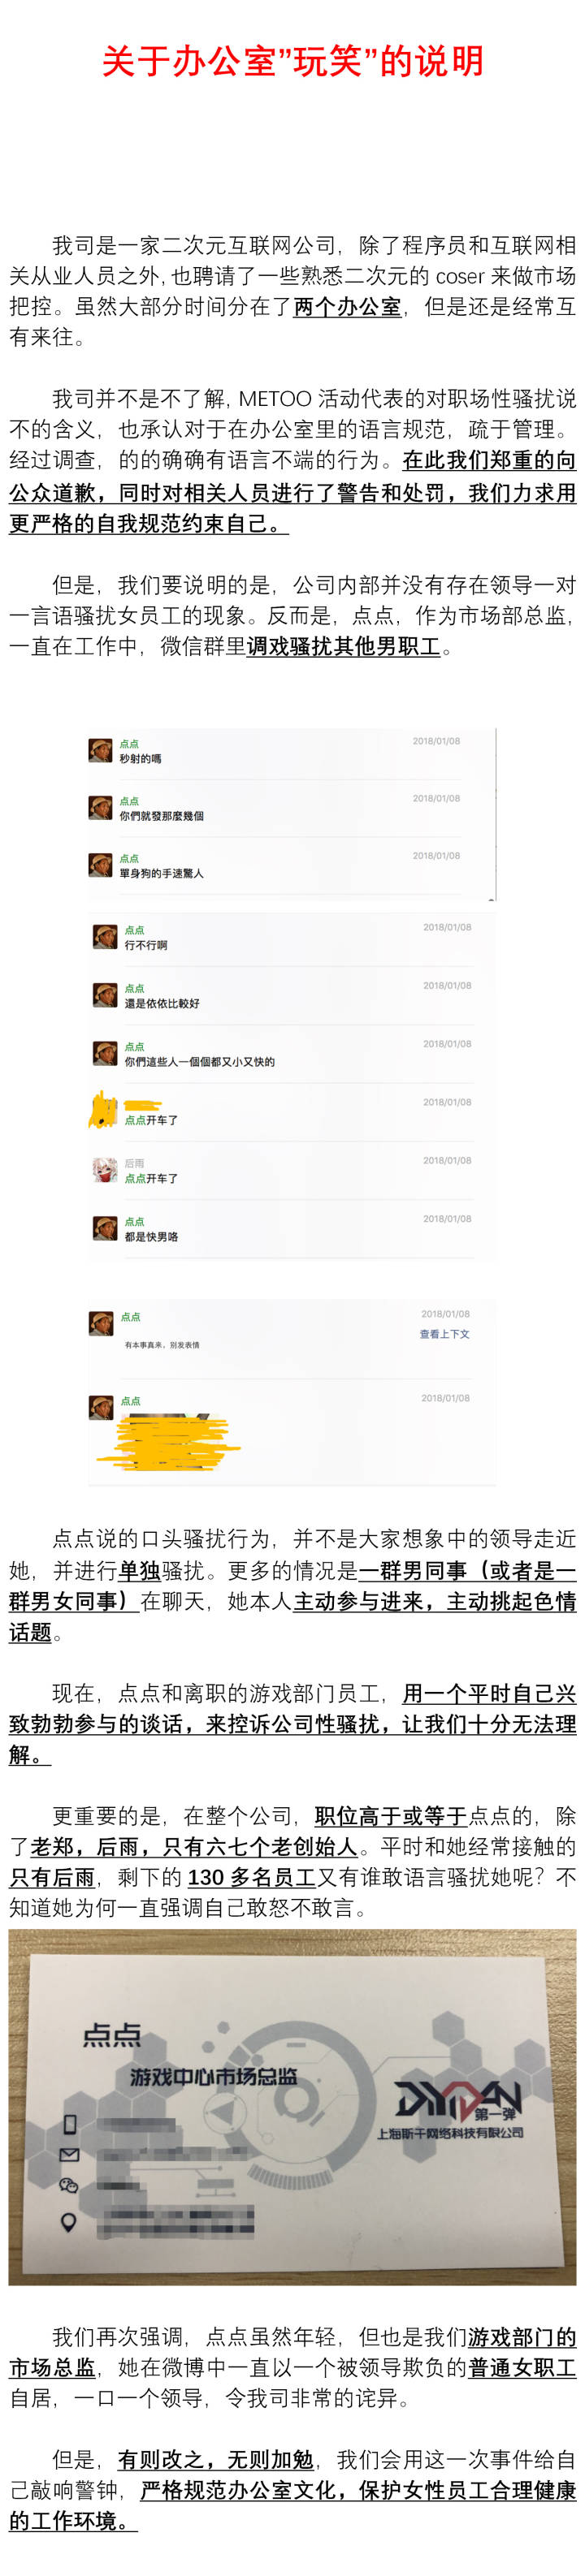 关于办公室”玩笑”的说明
我司是一家二次元互联网公司，除了程序员和互联网相
关从业人员之外，也聘请了一些熟悉二次元的 coser 来做市场
把控。虽然大部分时间分在了两个办公室，但是还是经常互
有来往。
我司并不是不了解，METOO 活动代表的对职场性骚扰说
不的含义，也承认对于在办公室里的语言规范，疏于管理。
经过调查，的的确确有语言不端的行为。在此我们郑重的向
公众道歉，同时对相关人员进行了警告和处罚，我们力求用
更严格的自我规范约束自己。
但是，我们要说明的是，公司内部并没有存在领导一对
一言语骚扰女员工的现象。反而是，点点，作为市场部总监，
一直在工作中，微信群里调戏骚扰其他男职工。
点点 2018/01/08
秒射的嗎
点点 2018/01/08
你們就發那麼幾個
点点 2018/01/08
單身狗的手速驚人
点点 2018/01/08
行不行啊
点点 2018/01/08
還是依依比較好
点点 2018/01/08
你們這些人一個個都又小又快的
2018/01/08
点点开车了
后雨 2018/01/08
点点开车了
点点 2018/01/08
都是快男咯
点点 2018/01/08
查看上下文
有本事真来，别发表情
点点 2018/01/08
点点说的口头骚扰行为，并不是大家想象中的领导走近
她，并进行单独骚扰。更多的情况是一群男同事（或者是一
群男女同事）在聊天，她本人主动参与进来，主动挑起色情
话题。
现在，点点和离职的游戏部门员工，用一个平时自己兴
致勃勃参与的谈话，来控诉公司性骚扰，让我们十分无法理
解。
更重要的是，在整个公司，职位高于或等于点点的，除
了老郑，后雨，只有六七个老创始人。平时和她经常接触的
只有后雨，剩下的 130 多名员工又有谁敢语言骚扰她呢？不
知道她为何一直强调自己敢怒不敢言。
点点
游戏中心市场总监
第一弹
上海斯干网络科技有限公司
我们再次强调，点点虽然年轻，但也是我们游戏部门的
市场总监，她在微博中一直以一个被领导欺负的普通女职工
自居，一口一个领导，令我司非常的诧异。
但是，有则改之，无则加勉，我们会用这一次事件给自
己敲响警钟，严格规范办公室文化，保护女性员工合理健康
的工作环境。